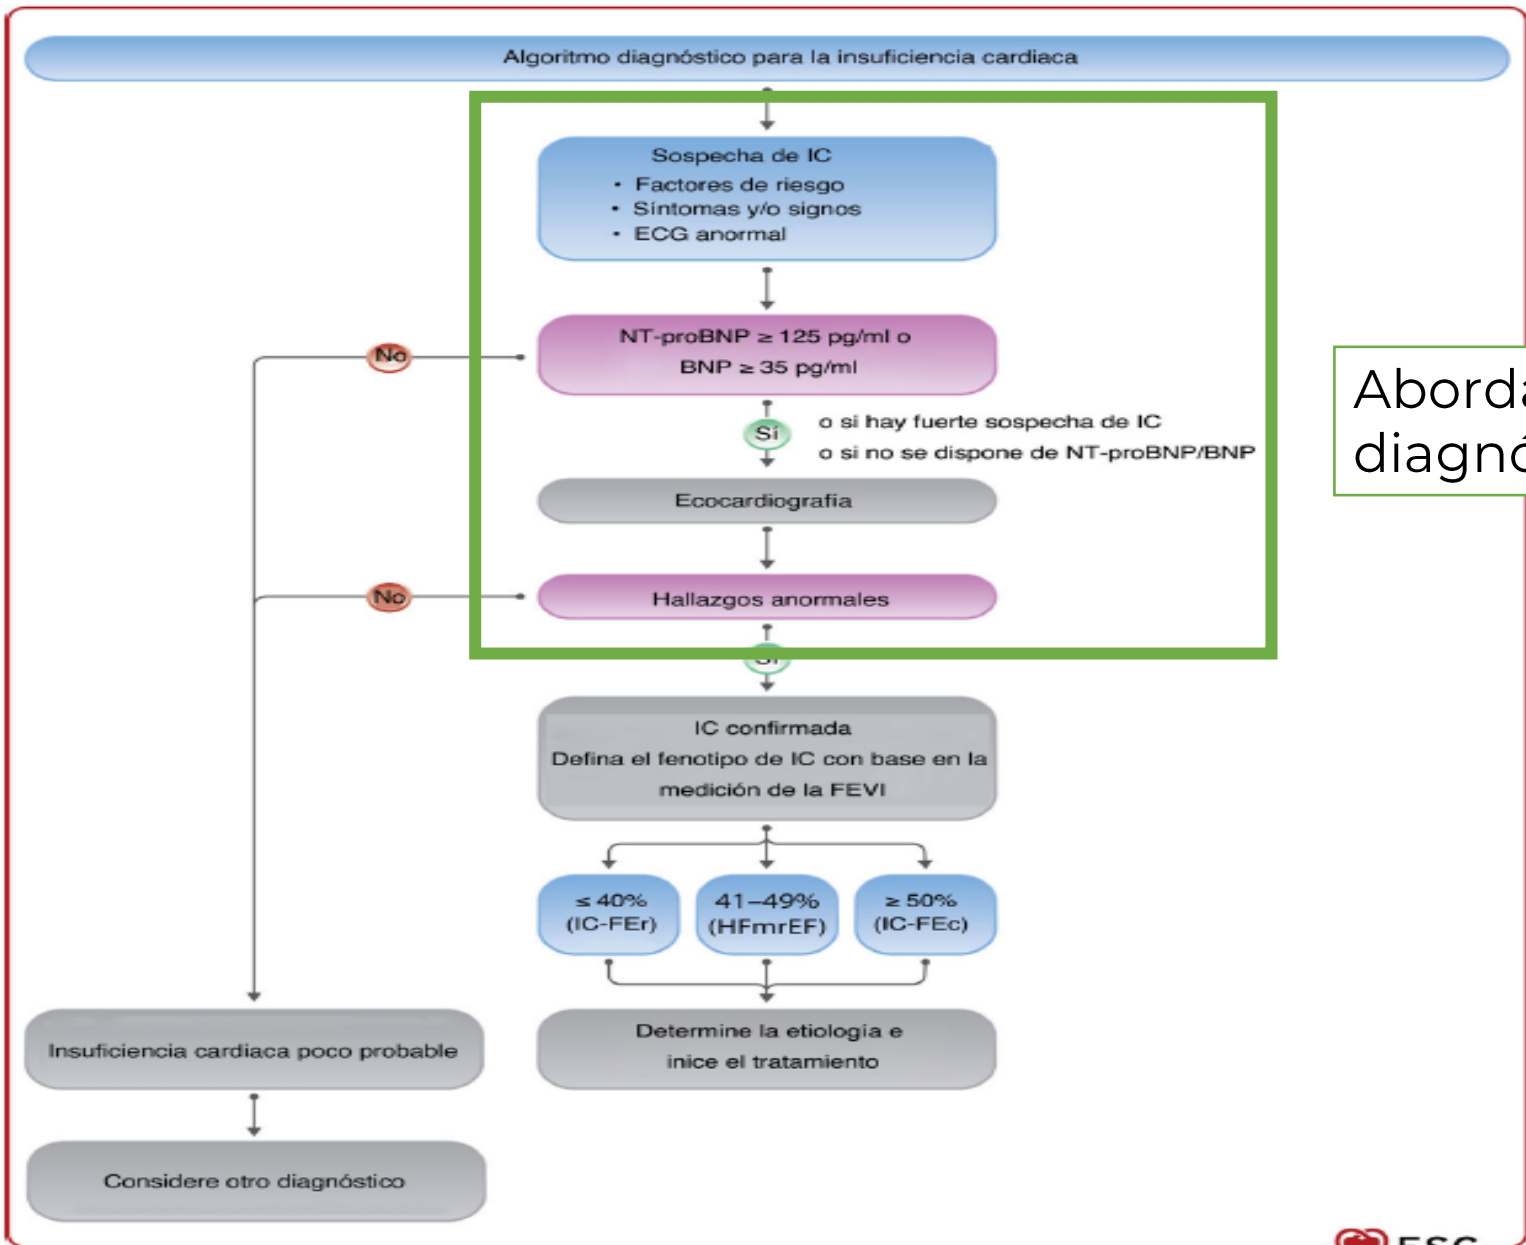 Algoritmo diagnóstico para la insuficiencia cardiaca
Sospecha de IC
• Factores de riesgo
• Síntomas y/o signos
• ECG anormal
NT-proBNP ≥ 125 pg/ml o
BNP ≥ 35 pg/ml
No
Sí
o si hay fuerte sospecha de IC
o si no se dispone de NT-proBNP/BNP
Ecocardiografía
Hallazgos anormales
No
Sí
IC confirmada
Defina el fenotipo de IC con base en la
medición de la FEVI
≤ 40%
(IC-FEr)
41–49%
(HFmrEF)
≥ 50%
(IC-FEc)
Determine la etiología e
inice el tratamiento
Insuficiencia cardiaca poco probable
Considere otro diagnóstico
ESC